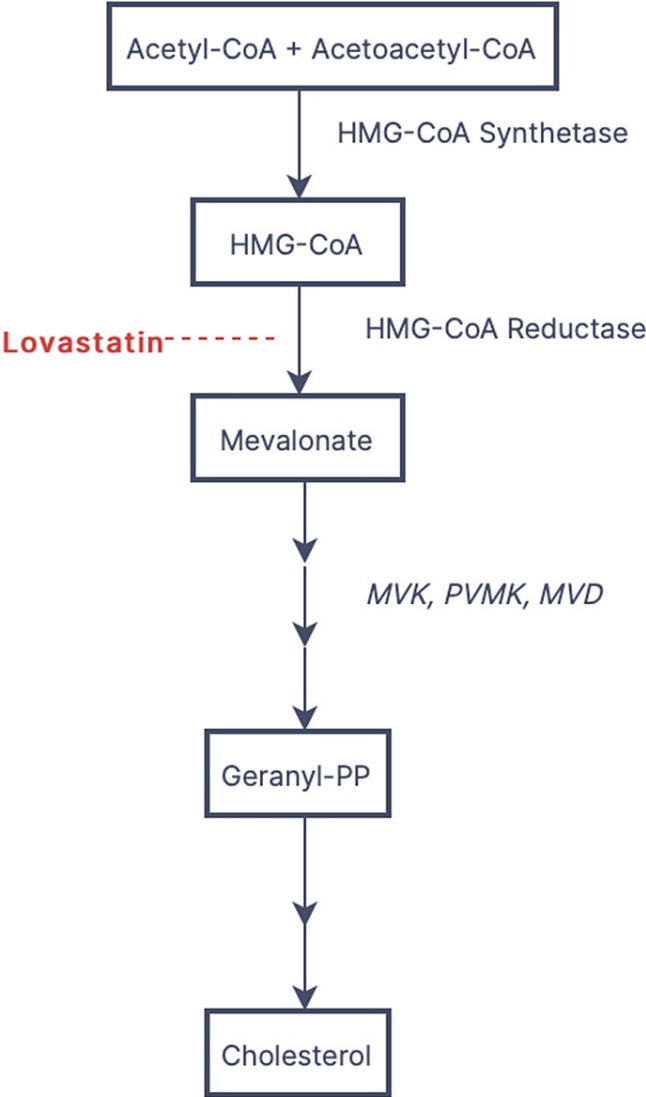 Acetyl-CoA + Acetoacetyl-CoA
HMG-CoA Synthetase
HMG-CoA
Lovastatin
HMG-CoA Reductase
Mevalonate
MVK, PVMK, MVD
Geranyl-PP
Cholesterol